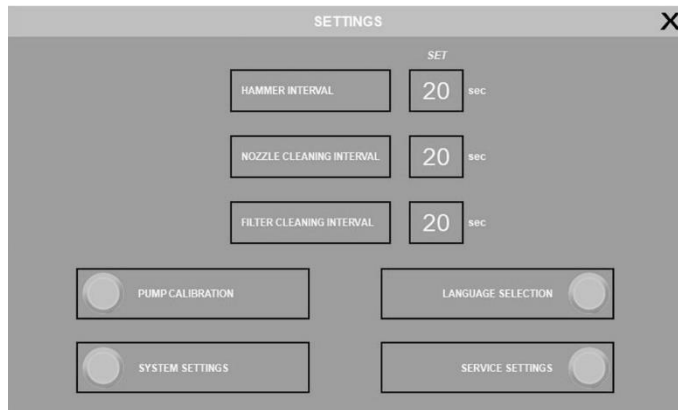 SETTINGS X
SET
HAMMER INTERVAL 20 sec
NOZZLE CLEANING INTERVAL 20 sec
FILTER CLEANING INTERVAL 20 sec
PUMP CALIBRATION LANGUAGE SELECTION
SYSTEM SETTINGS SERVICE SETTINGS